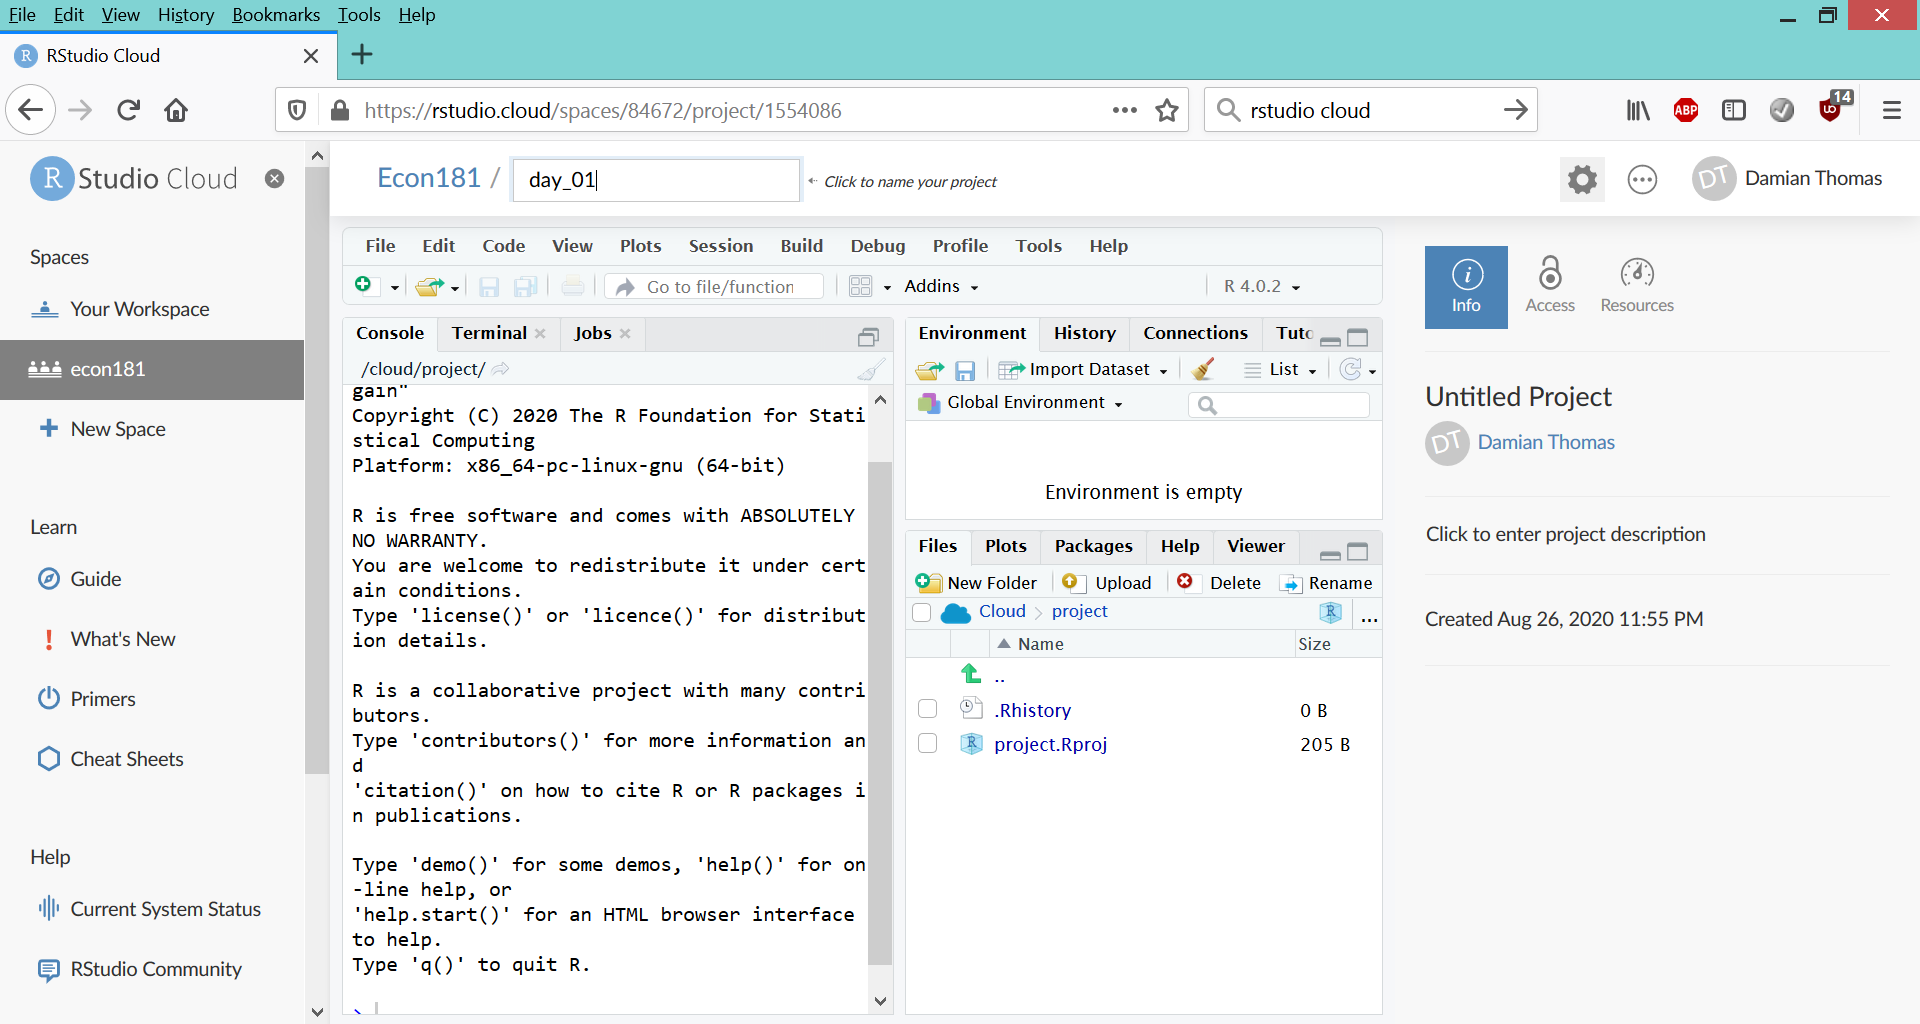 File Edit View History Bookmarks Tools Help
R RStudio Cloud
https://rstudio.cloud/spaces/84672/project/1554086
rstudio cloud
ABP
14
R Studio Cloud
Econ181 / day_01
Click to name your project
DT Damian Thomas
Spaces
Your Workspace
econ181
New Space
Learn
Guide
What's New
Primers
Cheat Sheets
Help
Current System Status
RStudio Community
File Edit Code View Plots Session Build Debug Profile Tools Help
Go to file/function
Addins
R 4.0.2
Console Terminal Jobs
/cloud/project/
gain"
Copyright (C) 2020 The R Foundation for Stati
stical Computing
Platform: x86_64-pc-linux-gnu (64-bit)
R is free software and comes with ABSOLUTELY
NO WARRANTY.
You are welcome to redistribute it under cert
ain conditions.
Type 'license()' or 'licence()' for distribut
ion details.
R is a collaborative project with many contri
butors.
Type 'contributors()' for more information an
d
'citation()' on how to cite R or R packages i
n publications.
Type 'demo()' for some demos, 'help()' for on
-line help, or
'help.start()' for an HTML browser interface
to help.
Type 'q()' to quit R.
>
Environment History Connections Tuto
Import Dataset
List
Global Environment
Environment is empty
Files Plots Packages Help Viewer
New Folder Upload Delete Rename
Cloud > project
R ...
Name Size
..
.Rhistory 0 B
R project.Rproj 205 B
Info Access Resources
Untitled Project
DT Damian Thomas
Click to enter project description
Created Aug 26, 2020 11:55 PM